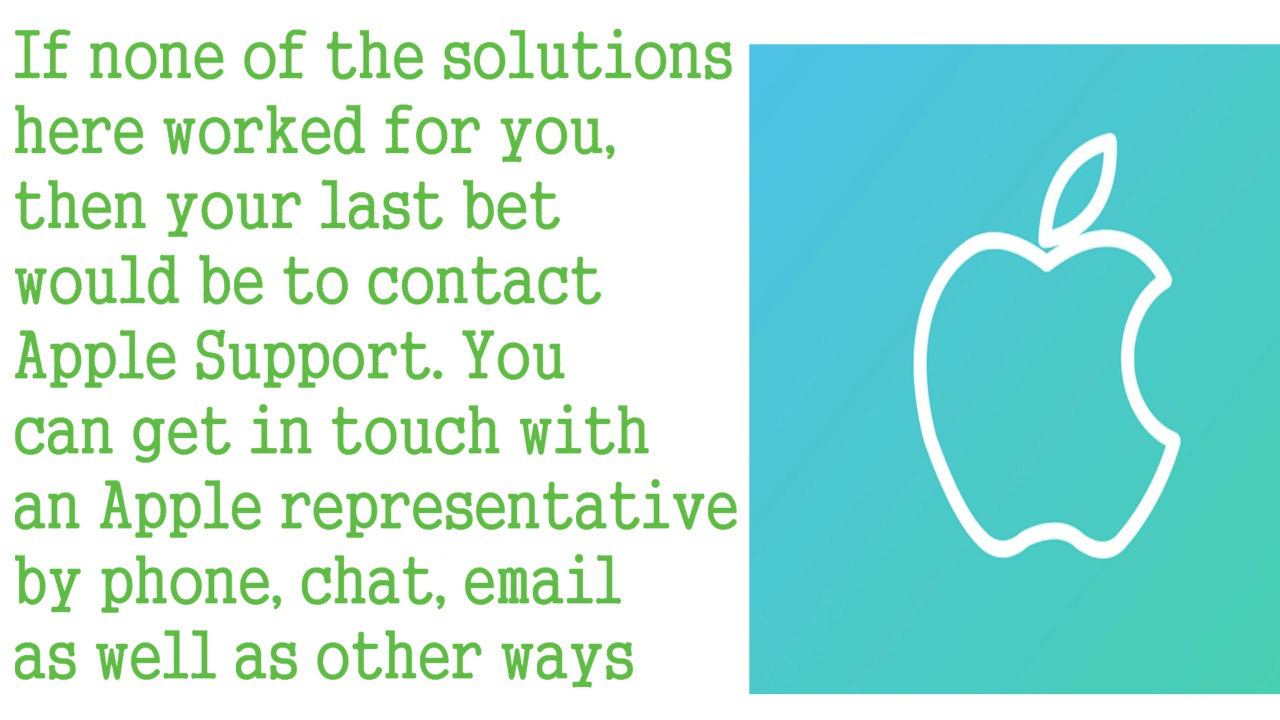 If none of the solutions
here worked for you,
then your last bet
would be to contact
Apple Support. You
can get in touch with
an Apple representative
by phone, chat, email
as well as other ways